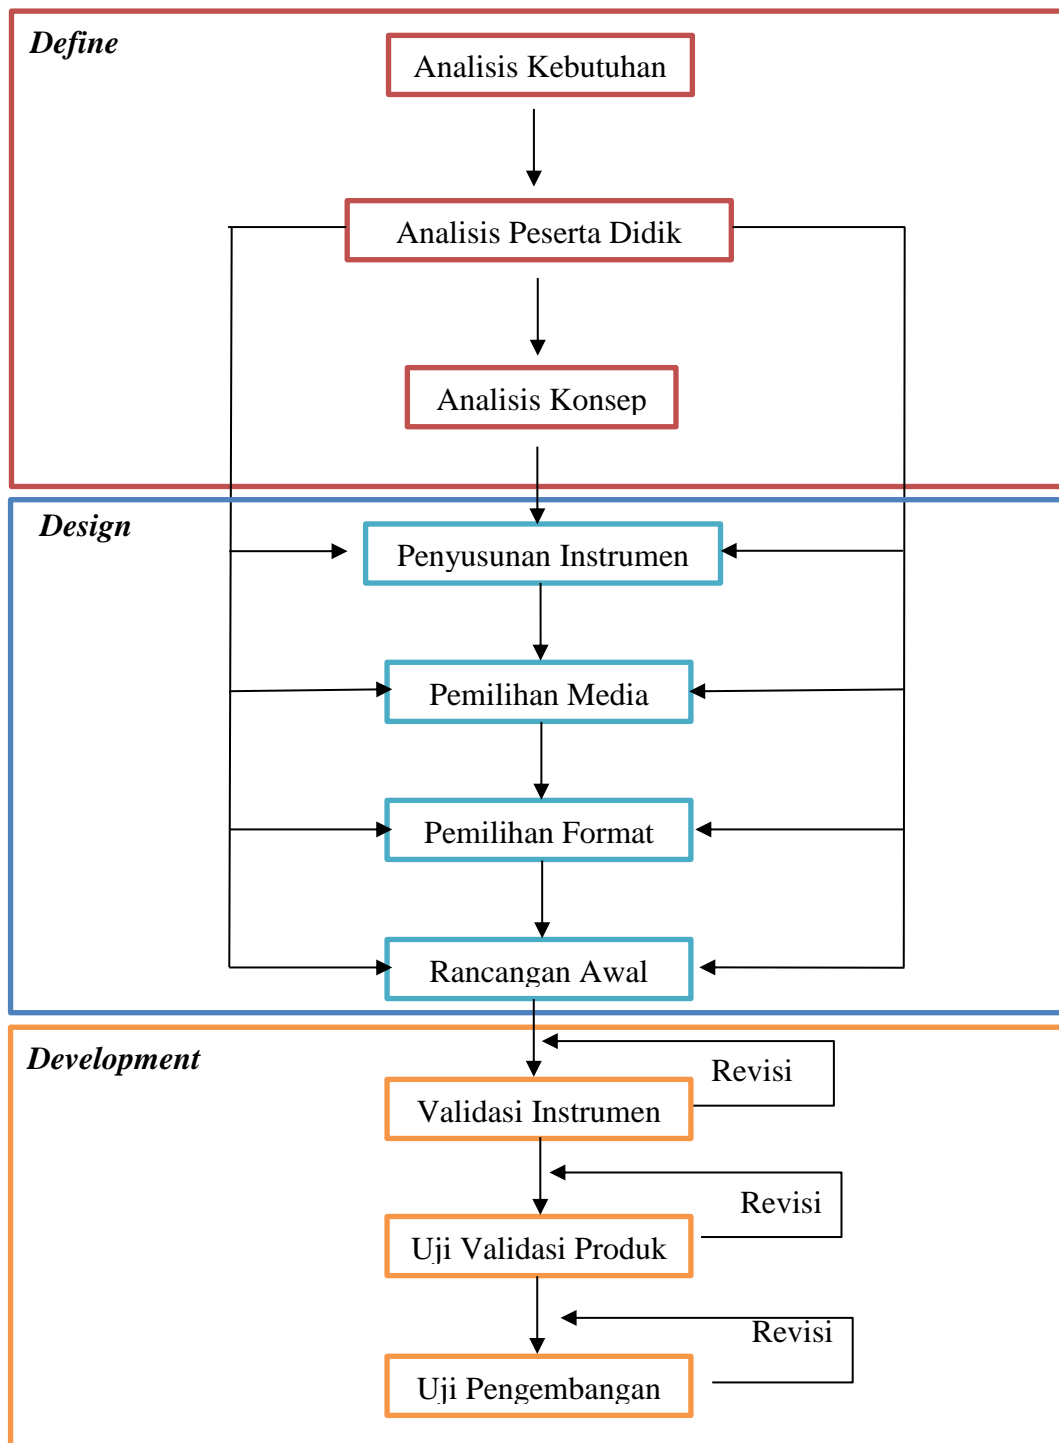 Define
Analisis Kebutuhan
Analisis Peserta Didik
Analisis Konsep
Design
Penyusunan Instrumen
Pemilihan Media
Pemilihan Format
Rancangan Awal
Development
Revisi
Validasi Instrumen
Revisi
Uji Validasi Produk
Revisi
Uji Pengembangan